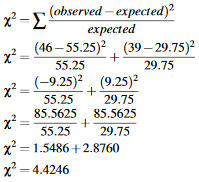 χ² = ∑ (observed − expected)² / expected
χ² = (46 − 55.25)² / 55.25 + (39 − 29.75)² / 29.75
χ² = (−9.25)² / 55.25 + (9.25)² / 29.75
χ² = 85.5625 / 55.25 + 85.5625 / 29.75
χ² = 1.5486 + 2.8760
χ² = 4.4246